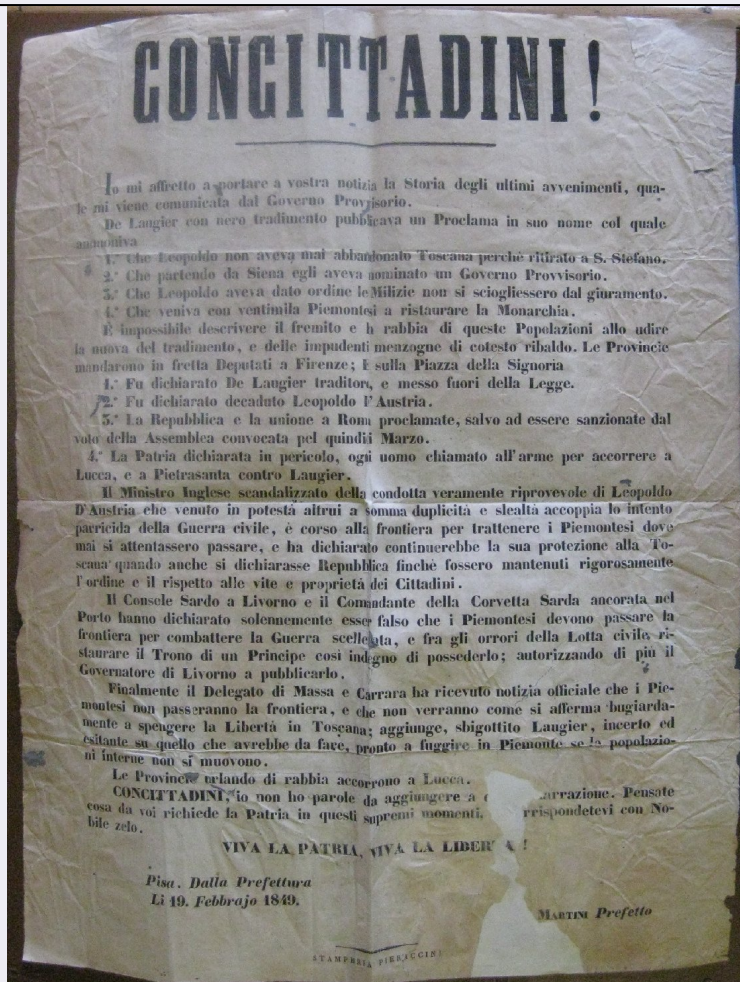 CONCITTADINI!
Io mi affretto a portare a vostra notizia la Storia degli ultimi avvenimenti, qua-
le mi viene comunicata dal Governo Provvisorio.
De Laugier con nero tradimento pubblicava un Proclama in suo nome col quale
annunziva
1.° Che Leopoldo non aveva mai abbandonato Toscana perchè ritirato a S. Stefano.
2.° Che partendo da Siena egli aveva nominato un Governo Provvisorio.
3.° Che Leopoldo aveva dato ordine le Milizie non si sciogliessero dal giuramento.
4.° Che veniva con ventimila Piemontesi a ristaurare la Monarchia.
È impossibile descrivere il fremito e la rabbia di queste Popolazioni allo udire
la nuova del tradimento, e delle impudenti menzogne di cotesto ribaldo. Le Provincie
mandarono in fretta Deputati a Firenze; E sulla Piazza della Signoria
1.° Fu dichiarato De Laugier traditore, e messo fuori della Legge.
2.° Fu dichiarato decaduto Leopoldo d'Austria.
3.° La Repubblica e la unione a Roma proclamate, salvo ad essere sanzionate dal
voto della Assemblea convocata pel quindici Marzo.
4.° La Patria dichiarata in pericolo, ogni uomo chiamato all'arme per accorrere a
Lucca, e a Pietrasanta contro Laugier.
Il Ministro Inglese scandalizzato della condotta veramente riprovevole di Leopoldo
D'Austria che venuto in potestà altrui a somma duplicità e slealtà accoppia lo intento
parricida della Guerra civile, è corso alla frontiera per trattenere i Piemontesi dove
mai si attentassero passare, e ha dichiarato continuerebbe la sua protezione alla To-
scana quando anche si dichiarasse Repubblica finchè fossero mantenuti rigorosamente
l'ordine e il rispetto alle vite e proprietà dei Cittadini.
Il Console Sardo a Livorno e il Comandante della Corvetta Sarda ancorata nel
Porto hanno dichiarato solennemente esser falso che i Piemontesi devono passare la
frontiera per combattere la Guerra scellerata, e fra gli orrori della Lotta civile ri-
staurare il Trono di un Principe così indegno di possederlo; autorizzando di più il
Governatore di Livorno a pubblicarlo.
Finalmente il Delegato di Massa e Carrara ha ricevuto notizia officiale che i Pie-
montesi non passeranno la frontiera, e che non verranno come si afferma bugiarda-
mente a spengere la Libertà in Toscana; aggiunge, sbigottito Laugier, incerto ed
esitante su quello che avrebbe da fare, pronto a fuggire in Piemonte se la popolazio-
ni interne non si muovono.
Le Provincie urlando di rabbia accorrono a Lucca.
CONCITTADINI, io non ho parole da aggiungere a arrazione. Pensate
cosa da voi richiede la Patria in questi supremi momenti, rrispondetevi con No-
bile zelo.
VIVA LA PATRIA, VIVA LA LIBERTÀ!
Pisa. Dalla Prefettura
Li 19. Febbrajo 1849.
MARTINI Prefetto
STAMPERIA PIERACCINI